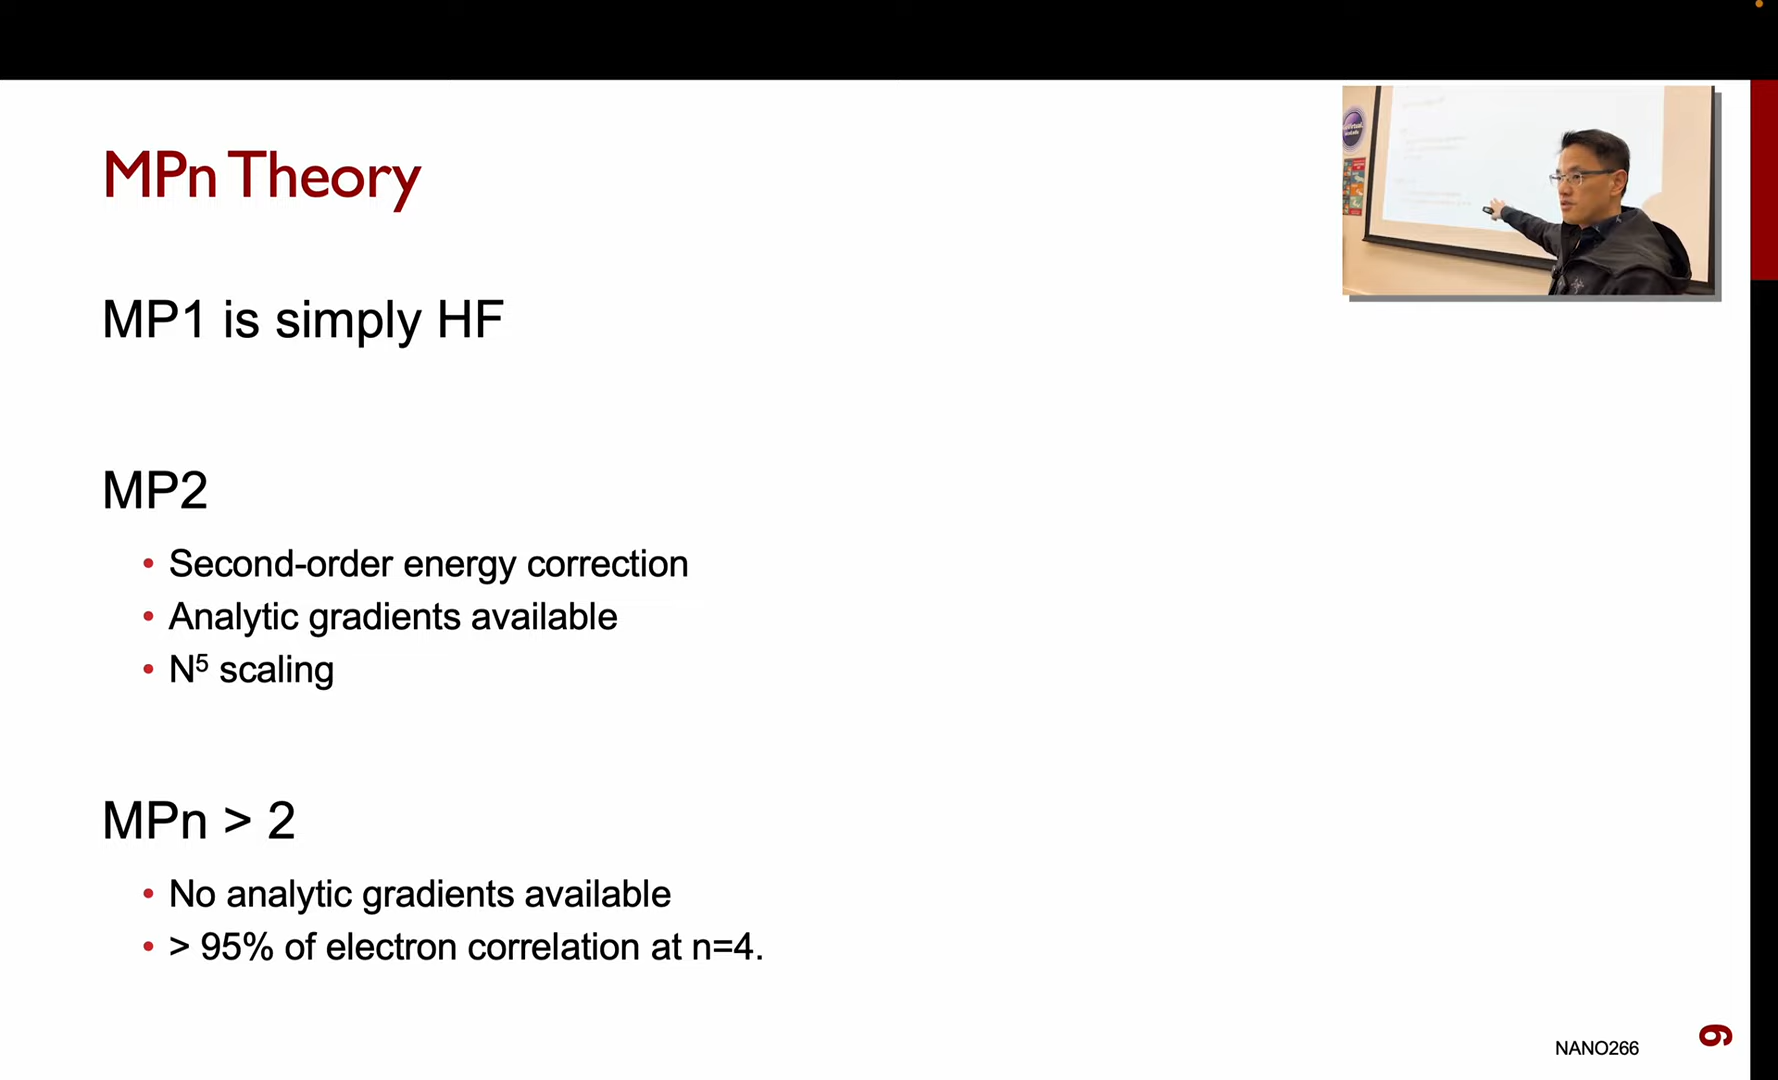 MPn Theory
MP1 is simply HF
MP2
• Second-order energy correction
• Analytic gradients available
• N⁵ scaling
MPn > 2
• No analytic gradients available
• > 95% of electron correlation at n=4.
NANO266
9